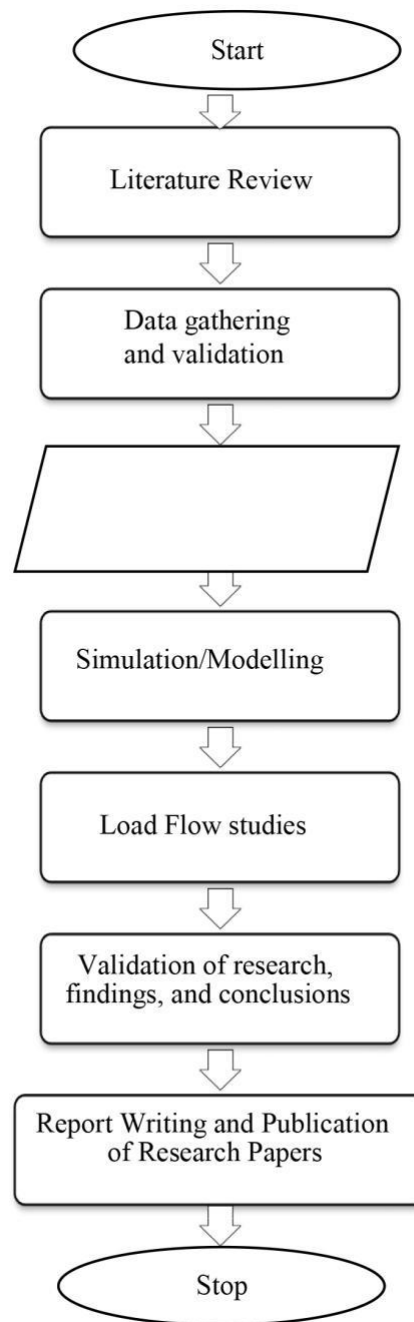 Start
Literature Review
Data gathering
and validation
Simulation/Modelling
Load Flow studies
Validation of research,
findings, and conclusions
Report Writing and Publication
of Research Papers
Stop